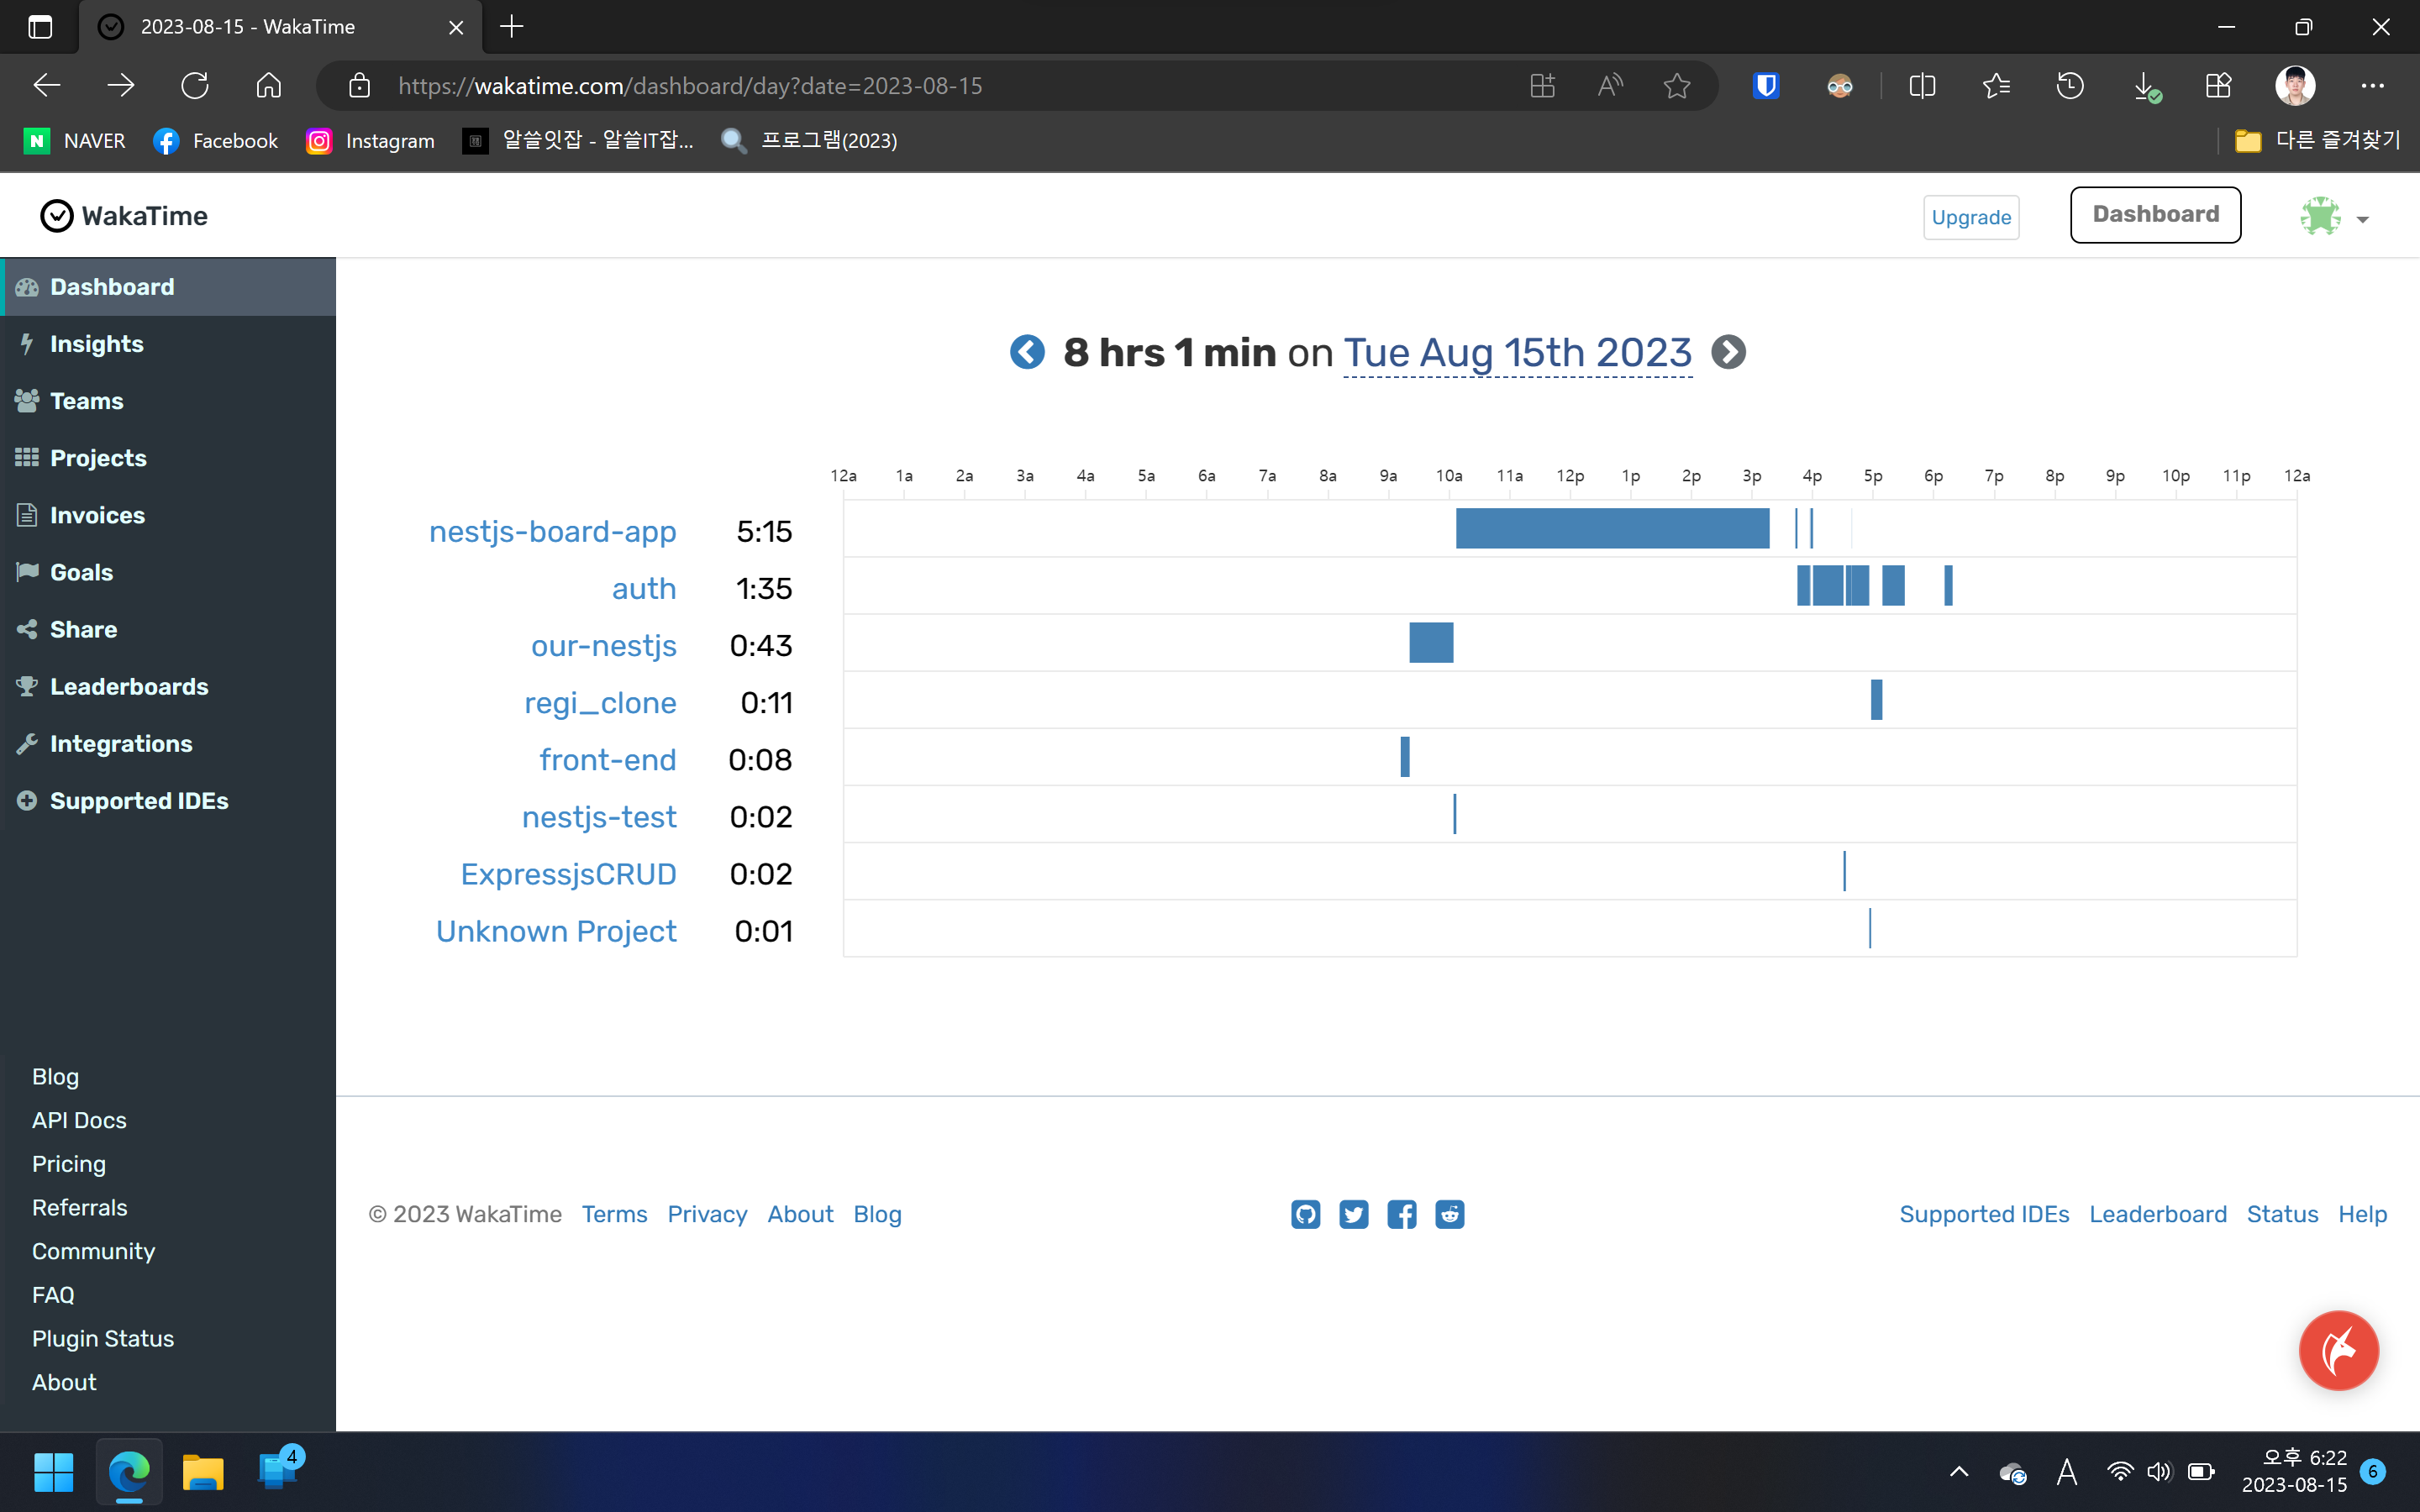 2023-08-15 - WakaTime
https://wakatime.com/dashboard/day?date=2023-08-15
NAVER Facebook Instagram 알쓸잇잡 - 알쓸IT잡... 프로그램(2023) 다른 즐겨찾기
WakaTime Upgrade Dashboard
Dashboard
Insights
Teams
Projects
Invoices
Goals
Share
Leaderboards
Integrations
Supported IDEs
Blog
API Docs
Pricing
Referrals
Community
FAQ
Plugin Status
About
8 hrs 1 min on Tue Aug 15th 2023
12a 1a 2a 3a 4a 5a 6a 7a 8a 9a 10a 11a 12p 1p 2p 3p 4p 5p 6p 7p 8p 9p 10p 11p 12a
nestjs-board-app 5:15
auth 1:35
our-nestjs 0:43
regi_clone 0:11
front-end 0:08
nestjs-test 0:02
ExpressjsCRUD 0:02
Unknown Project 0:01
© 2023 WakaTime Terms Privacy About Blog Supported IDEs Leaderboard Status Help
4
A
오후 6:22
2023-08-15
6